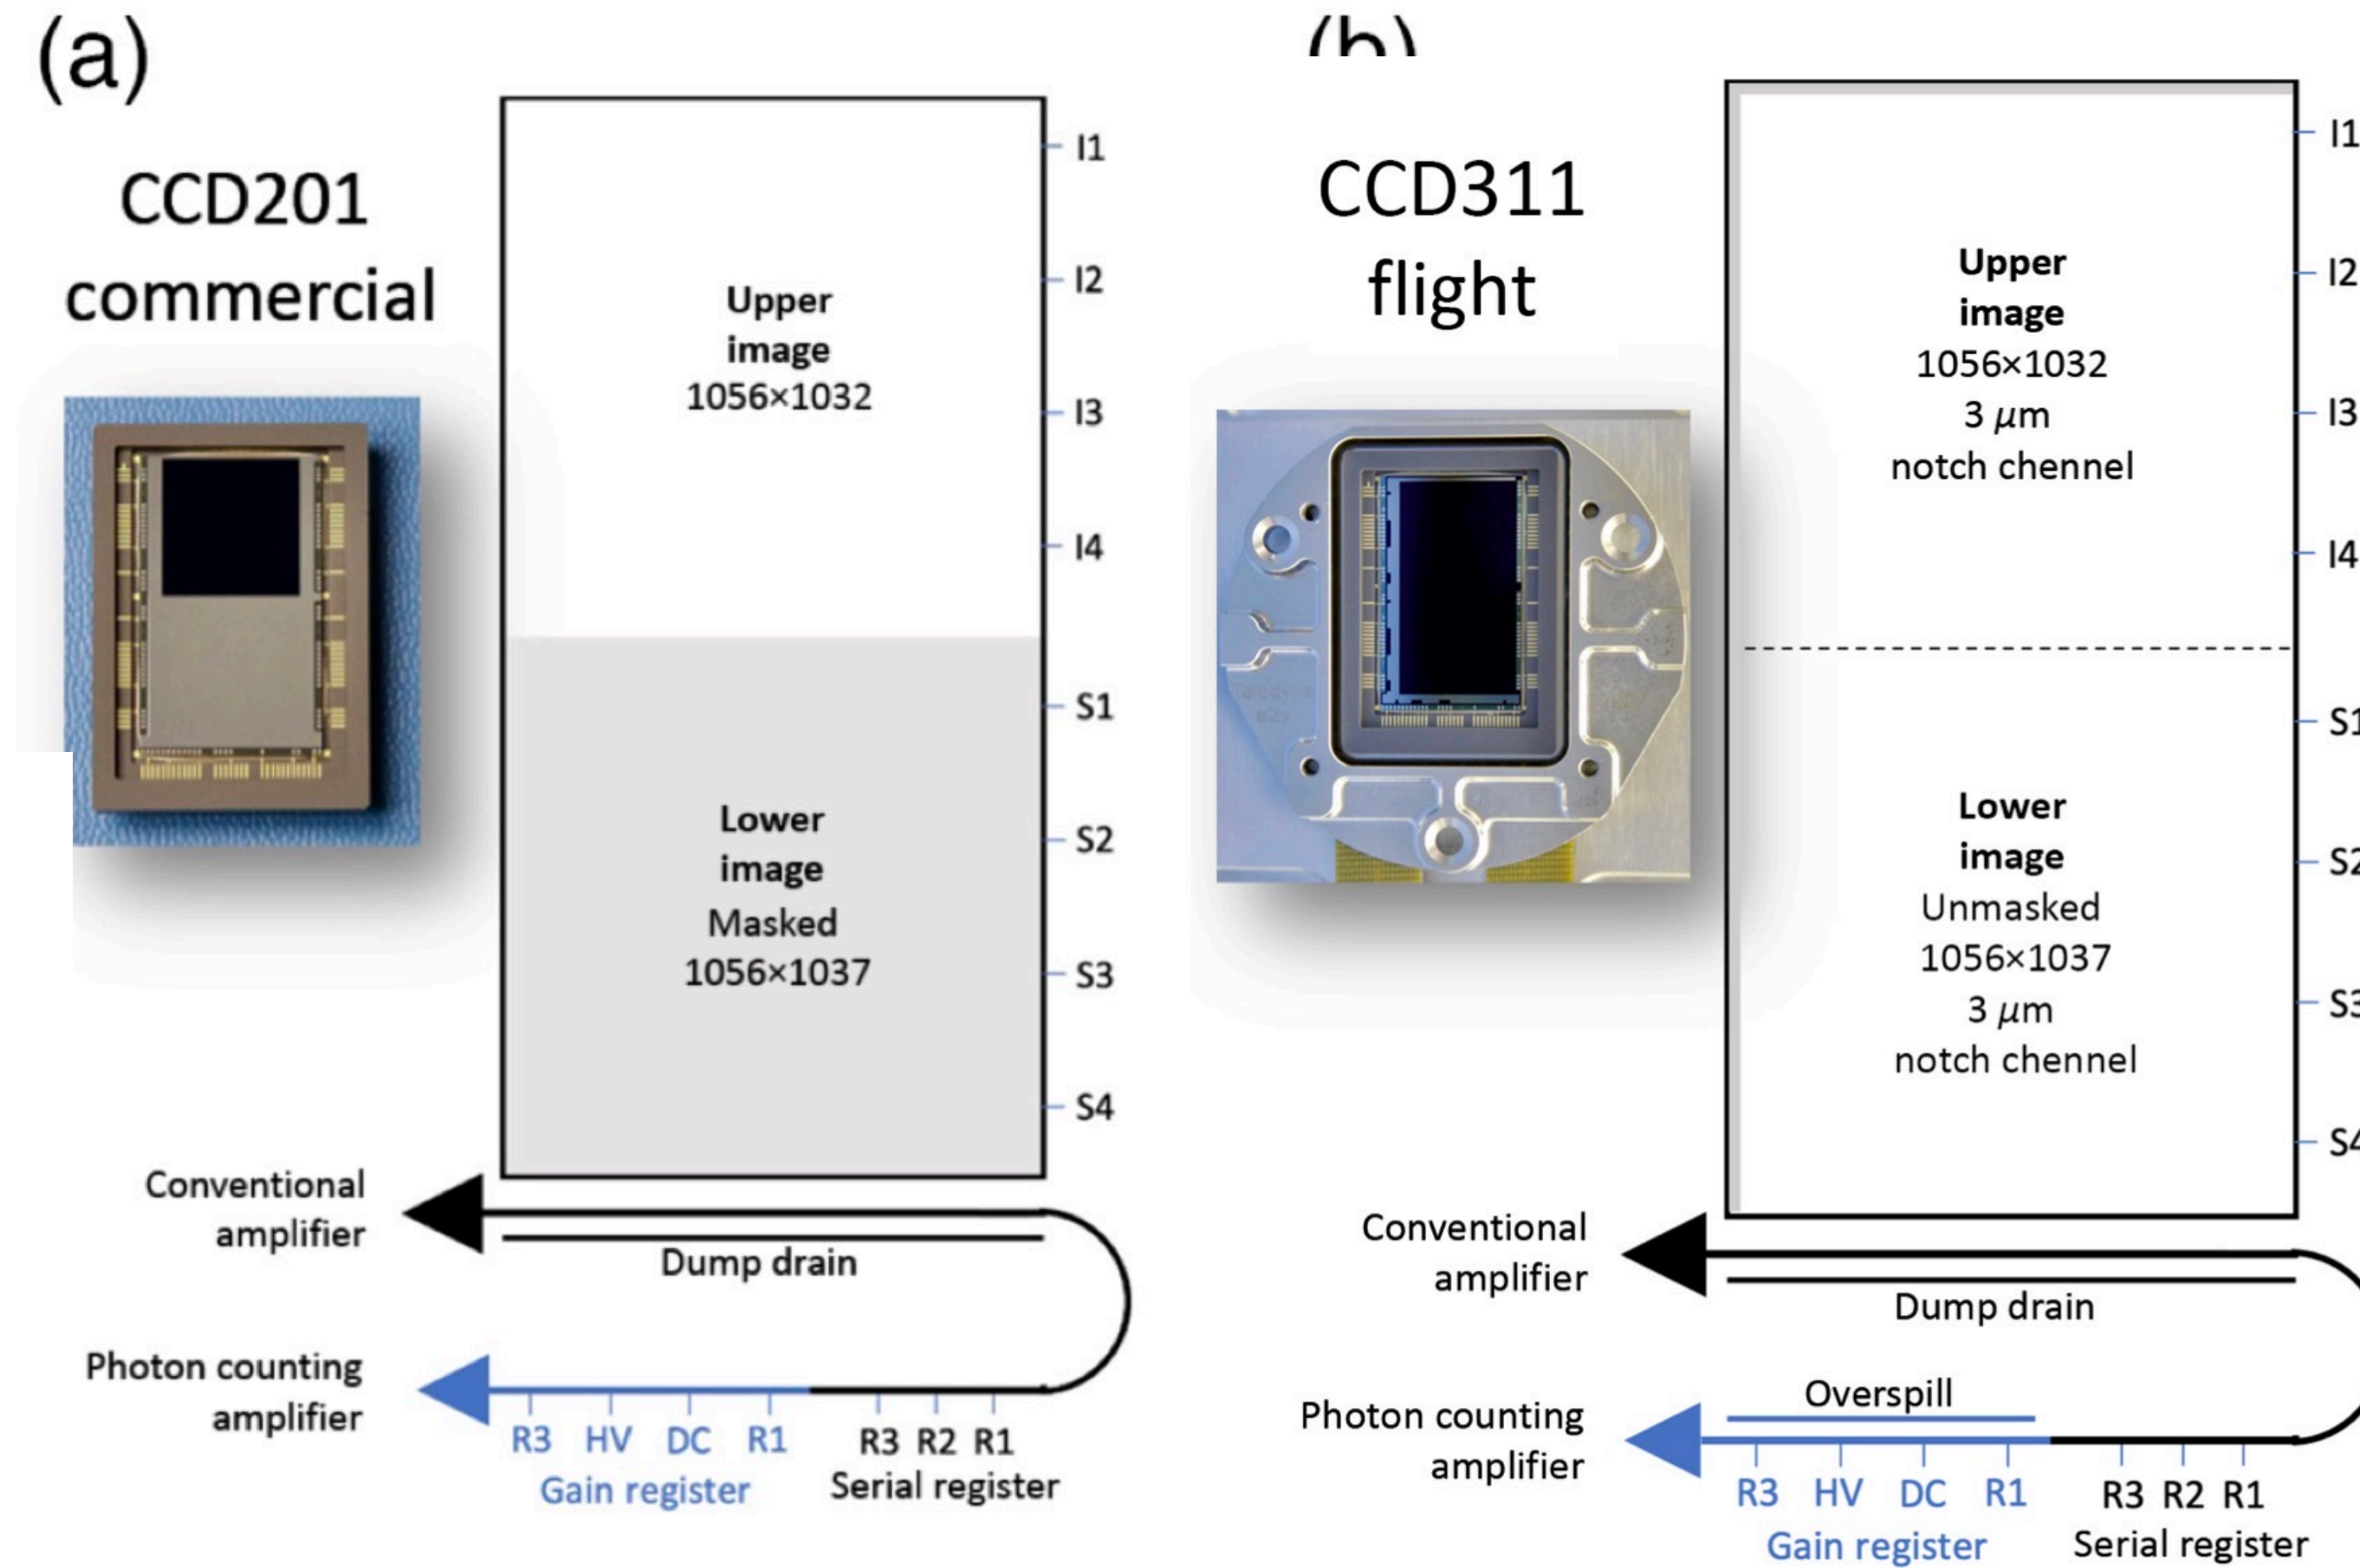 (a)
CCD201
commercial
Upper
image
1056×1032
I1
I2
I3
I4
Lower
image
Masked
1056×1037
S1
S2
S3
S4
Conventional
amplifier
Dump drain
Photon counting
amplifier
R3 HV DC R1
Gain register
R3 R2 R1
Serial register
(b)
CCD311
flight
Upper
image
1056×1032
3 μm
notch chennel
I1
I2
I3
I4
Lower
image
Unmasked
1056×1037
3 μm
notch chennel
S1
S2
S3
S4
Conventional
amplifier
Dump drain
Overspill
Photon counting
amplifier
R3 HV DC R1
Gain register
R3 R2 R1
Serial register